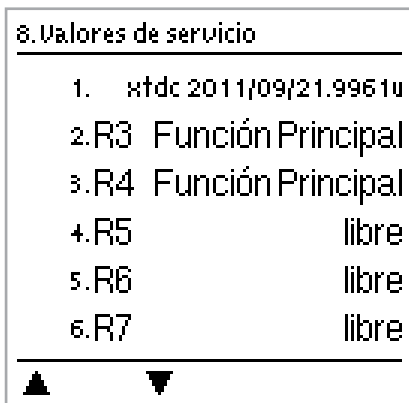 8.Valores de servicio
1. xfdc 2011/09/21.9961u
2.R3 Función Principal
3.R4 Función Principal
4.R5 libre
5.R6 libre
6.R7 libre